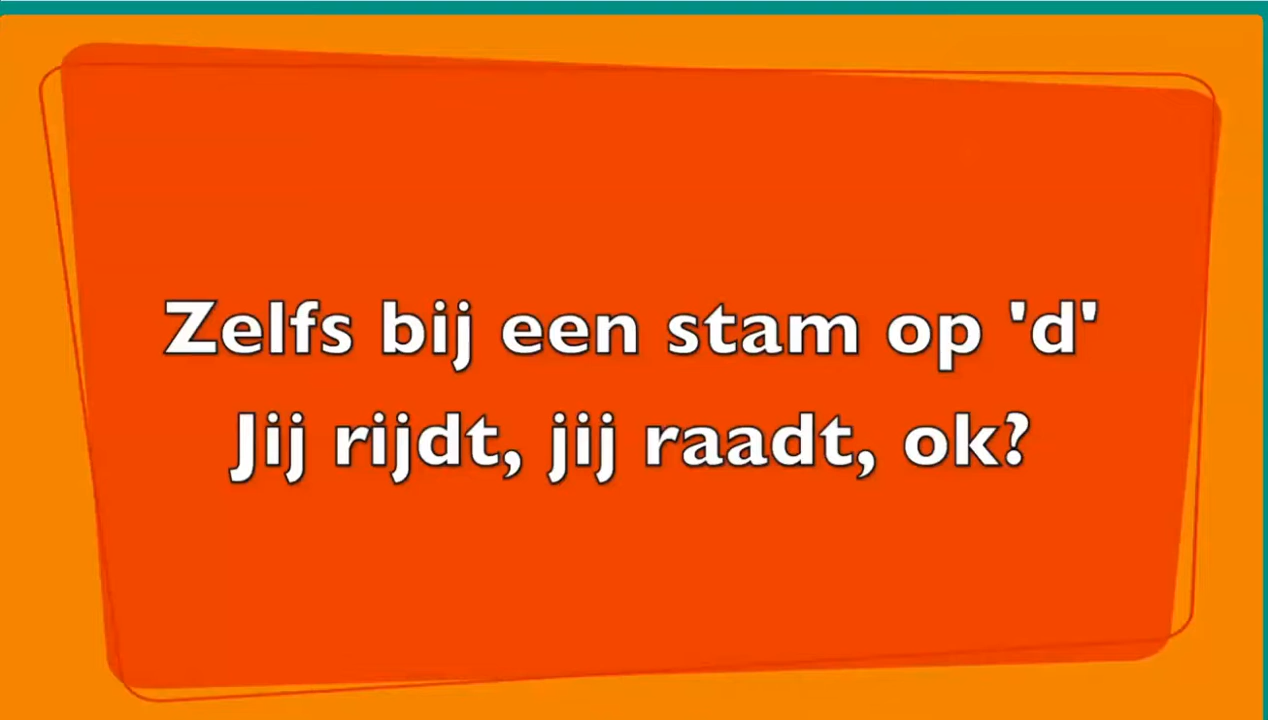 Zelfs bij een stam op 'd'
Jij rijdt, jij raadt, ok?